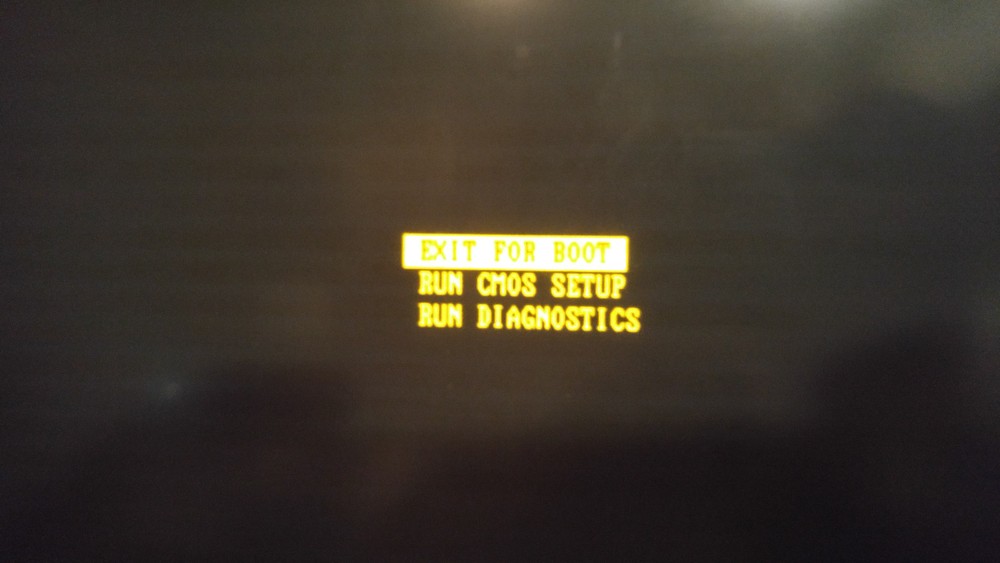 EXIT FOR BOOT
RUN CMOS SETUP
RUN DIAGNOSTICS